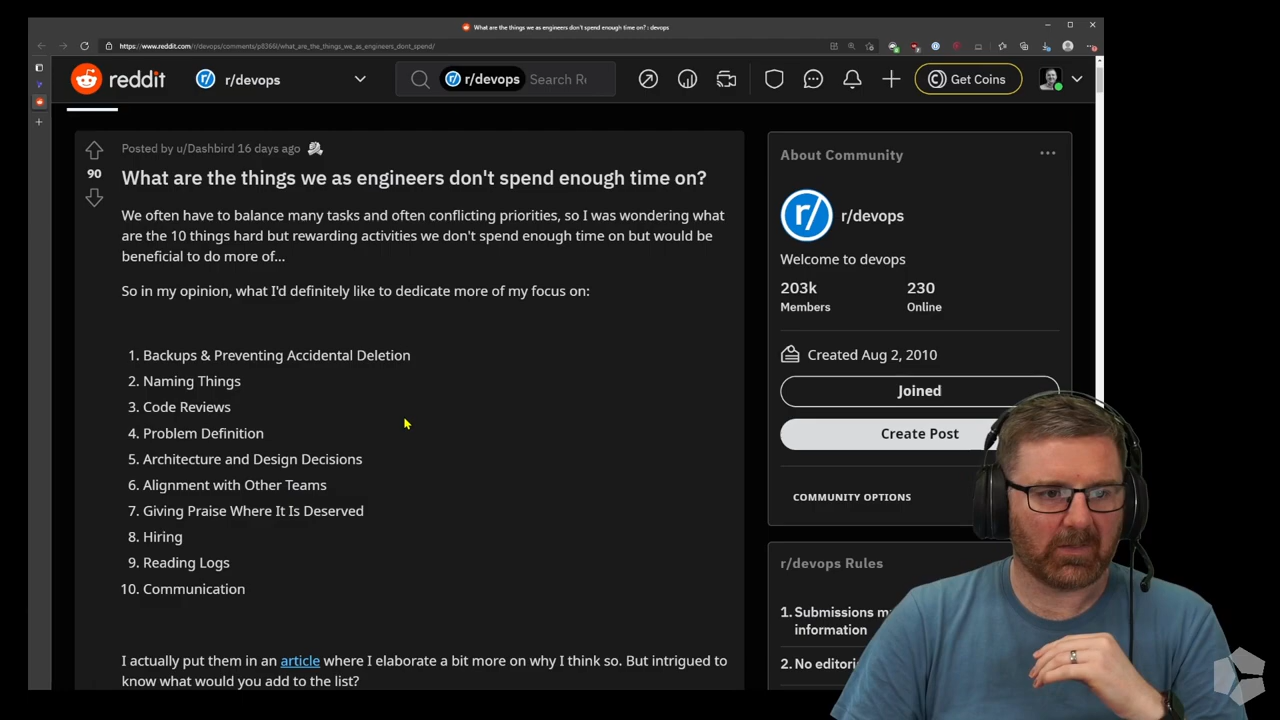 What are the things we as engineers don't spend enough time on? : devops
https://www.reddit.com/r/devops/comments/p8366l/what_are_the_things_we_as_engineers_dont_spend/
reddit
r/devops
r/devops Search Re
Get Coins
Posted by u/Dashbird 16 days ago
90
What are the things we as engineers don't spend enough time on?
We often have to balance many tasks and often conflicting priorities, so I was wondering what
are the 10 things hard but rewarding activities we don't spend enough time on but would be
beneficial to do more of...
So in my opinion, what I'd definitely like to dedicate more of my focus on:
1. Backups & Preventing Accidental Deletion
2. Naming Things
3. Code Reviews
4. Problem Definition
5. Architecture and Design Decisions
6. Alignment with Other Teams
7. Giving Praise Where It Is Deserved
8. Hiring
9. Reading Logs
10. Communication
I actually put them in an article where I elaborate a bit more on why I think so. But intrigued to
know what would you add to the list?
About Community
r/devops
Welcome to devops
203k
230
Members
Online
Created Aug 2, 2010
Joined
Create Post
COMMUNITY OPTIONS
r/devops Rules
1. Submissions
information
2. No